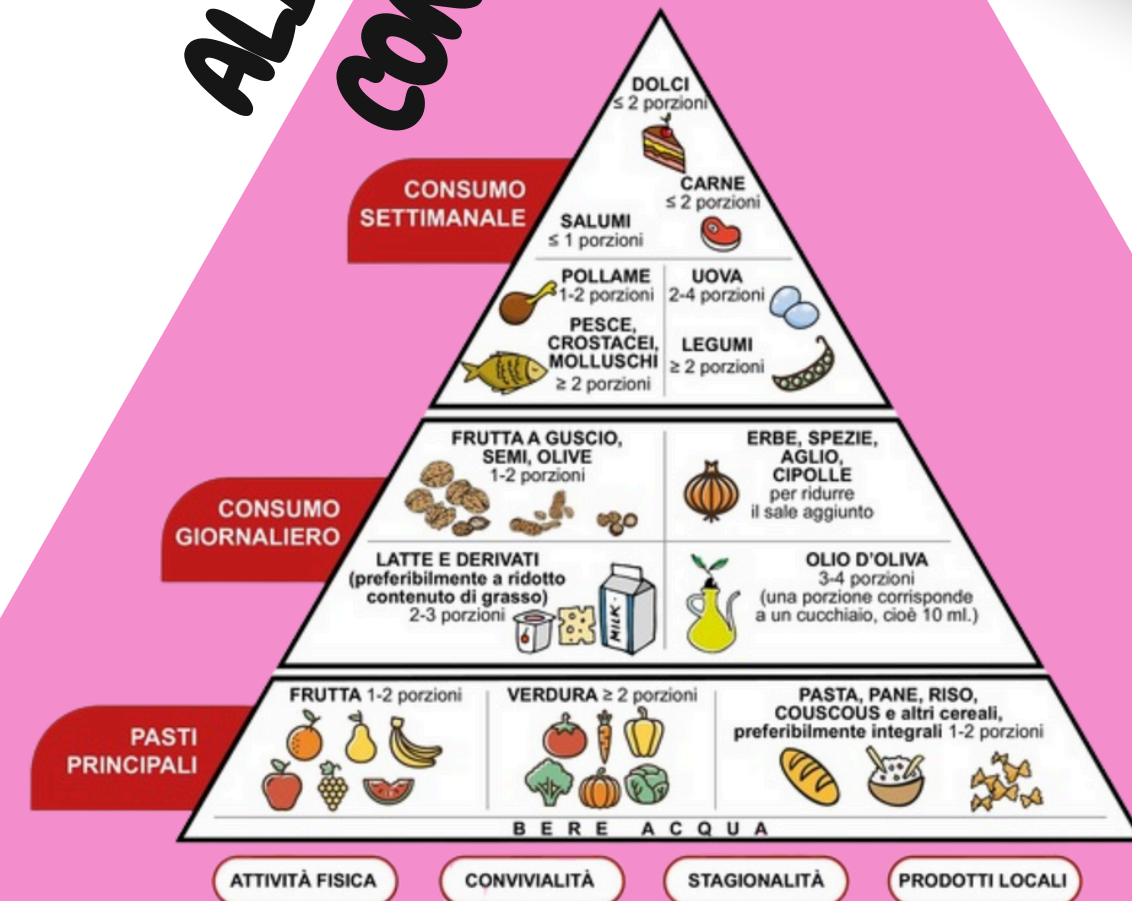 AL
CON
DOLCI
≤ 2 porzioni
CONSUMO
SETTIMANALE
CARNE
≤ 2 porzioni
SALUMI
≤ 1 porzioni
POLLAME
1-2 porzioni
UOVA
2-4 porzioni
PESCE,
CROSTACEI,
MOLLUSCHI
≥ 2 porzioni
LEGUMI
≥ 2 porzioni
CONSUMO
GIORNALIERO
FRUTTA A GUSCIO,
SEMI, OLIVE
1-2 porzioni
ERBE, SPEZIE,
AGLIO,
CIPOLLE
per ridurre
il sale aggiunto
LATTE E DERIVATI
(preferibilmente a ridotto
contenuto di grasso)
2-3 porzioni
MILK
OLIO D'OLIVA
3-4 porzioni
(una porzione corrisponde
a un cucchiaio, cioè 10 ml.)
PASTI
PRINCIPALI
FRUTTA 1-2 porzioni
VERDURA ≥ 2 porzioni
PASTA, PANE, RISO,
COUSCOUS e altri cereali,
preferibilmente integrali 1-2 porzioni
BERE ACQUA
ATTIVITÀ FISICA
CONVIVIALITÀ
STAGIONALITÀ
PRODOTTI LOCALI